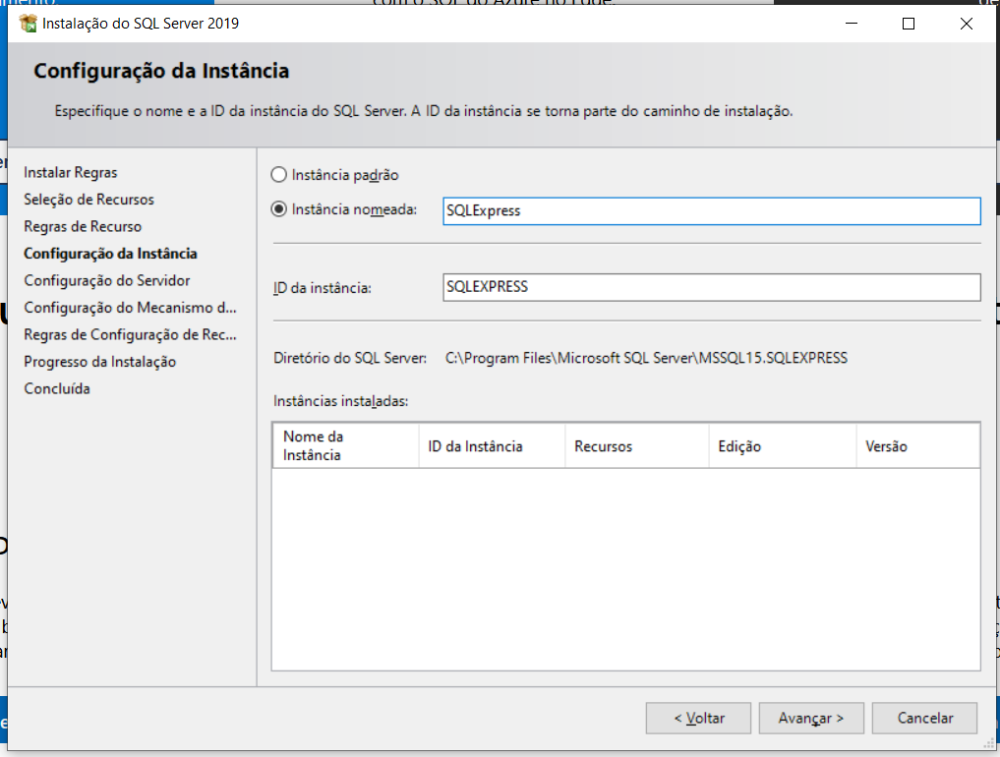 Instalação do SQL Server 2019
Configuração da Instância
Especifique o nome e a ID da instância do SQL Server. A ID da instância se torna parte do caminho de instalação.
Instalar Regras
Seleção de Recursos
Regras de Recurso
Configuração da Instância
Configuração do Servidor
Configuração do Mecanismo d...
Regras de Configuração de Rec...
Progresso da Instalação
Concluída
Instância padrão
Instância nomeada:
SQLExpress
ID da instância:
SQLEXPRESS
Diretório do SQL Server:
C:\Program Files\Microsoft SQL Server\MSSQL15.SQLEXPRESS
Instâncias instaladas:
Nome da
Instância
ID da Instância
Recursos
Edição
Versão
< Voltar
Avançar >
Cancelar